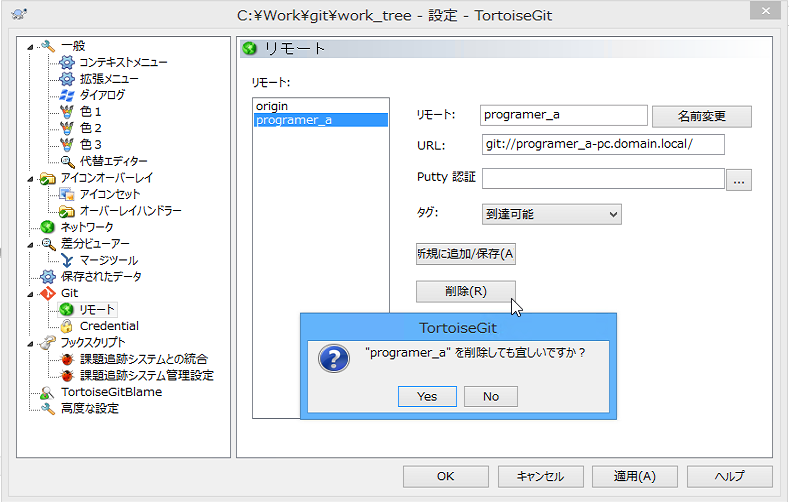 C:¥Work¥git¥work_tree - 設定 - TortoiseGit
一般
コンテキストメニュー
拡張メニュー
ダイアログ
色 1
色 2
色 3
代替エディター
アイコンオーバーレイ
アイコンセット
オーバーレイハンドラー
ネットワーク
差分ビューアー
マージツール
保存されたデータ
Git
リモート
Credential
フックスクリプト
課題追跡システムとの統合
課題追跡システム管理設定
TortoiseGitBlame
高度な設定
リモート
リモート:
origin
programer_a
リモート:
programer_a
名前変更
URL:
git://programer_a-pc.domain.local/
Putty 認証
...
タグ:
到達可能
新規に追加/保存(A
削除(R)
TortoiseGit
"programer_a" を削除しても宜しいですか？
Yes
No
OK
キャンセル
適用(A)
ヘルプ